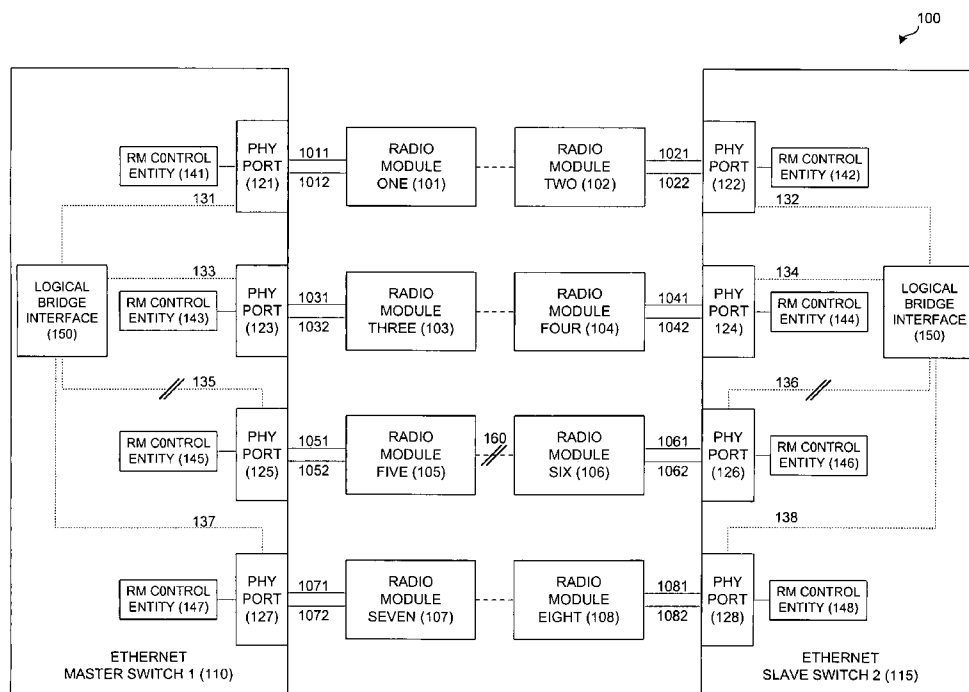 100
RM CONTROL
ENTITY (141)
PHY
PORT
(121)
1011
1012
RADIO
MODULE
ONE (101)
RADIO
MODULE
TWO (102)
1021
1022
PHY
PORT
(122)
RM CONTROL
ENTITY (142)
131
132
LOGICAL
BRIDGE
INTERFACE
(150)
133
RM CONTROL
ENTITY (143)
PHY
PORT
(123)
1031
1032
RADIO
MODULE
THREE (103)
RADIO
MODULE
FOUR (104)
1041
1042
PHY
PORT
(124)
134
RM CONTROL
ENTITY (144)
LOGICAL
BRIDGE
INTERFACE
(150)
135
136
RM CONTROL
ENTITY (145)
PHY
PORT
(125)
1051
1052
RADIO
MODULE
FIVE (105)
160
RADIO
MODULE
SIX (106)
1061
1062
PHY
PORT
(126)
RM CONTROL
ENTITY (146)
137
138
RM CONTROL
ENTITY (147)
PHY
PORT
(127)
1071
1072
RADIO
MODULE
SEVEN (107)
RADIO
MODULE
EIGHT (108)
1081
1082
PHY
PORT
(128)
RM CONTROL
ENTITY (148)
ETHERNET
MASTER SWITCH 1 (110)
ETHERNET
SLAVE SWITCH 2 (115)